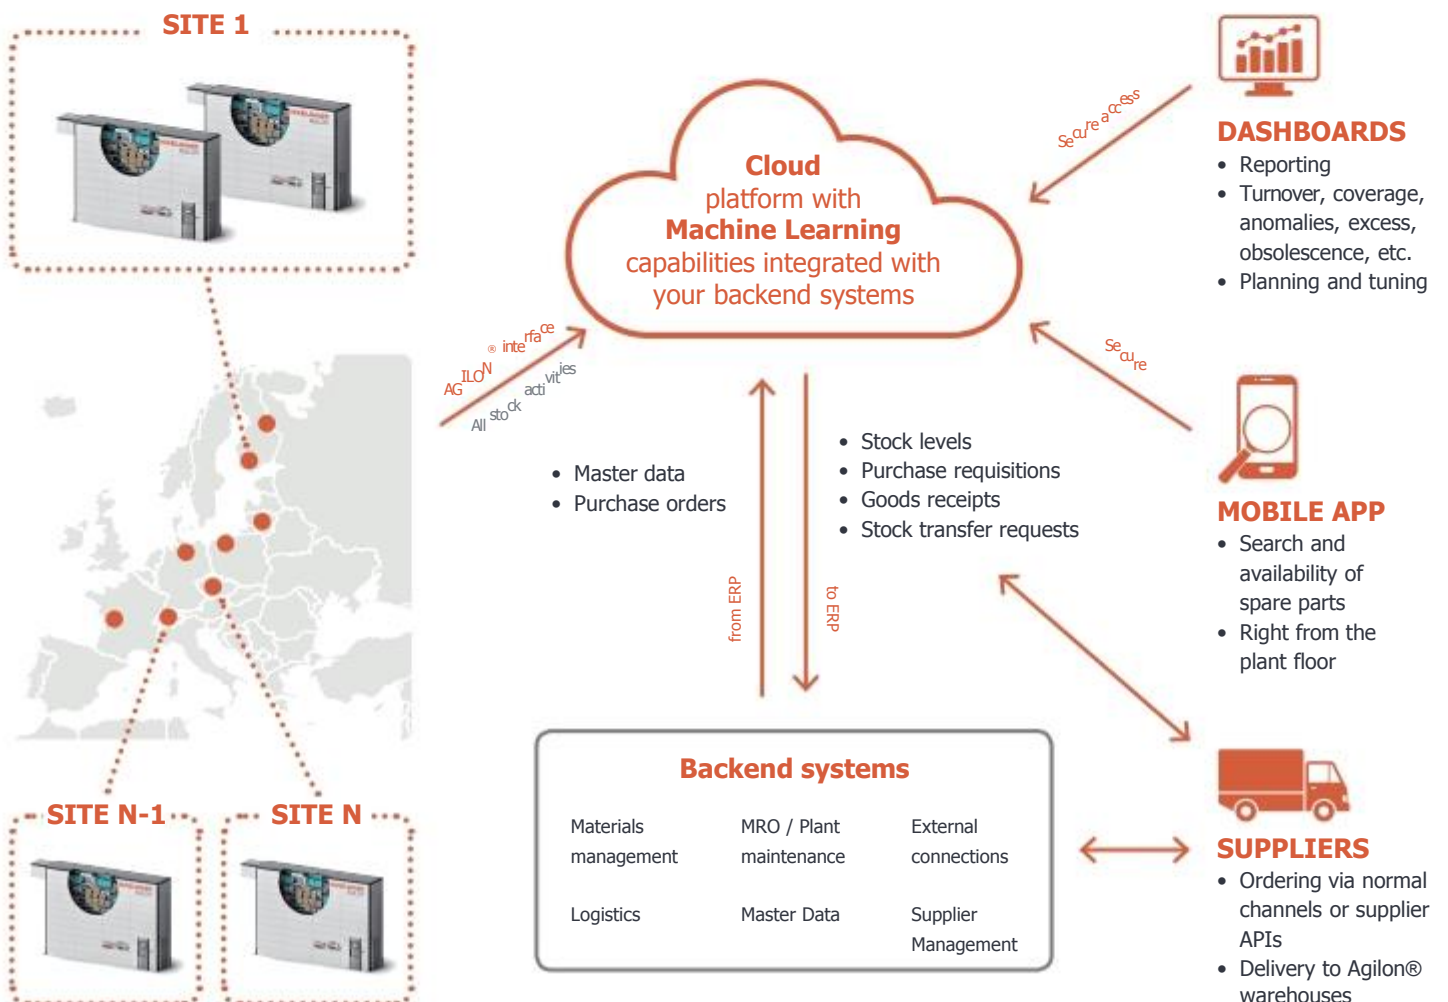 SITE 1
Cloud
platform with
Machine Learning
capabilities integrated with
your backend systems
Secure access
DASHBOARDS
• Reporting
• Turnover, coverage,
anomalies, excess,
obsolescence, etc.
• Planning and tuning
AGILON® interface
All stock activities
Secure
• Master data
• Purchase orders
• Stock levels
• Purchase requisitions
• Goods receipts
• Stock transfer requests
from ERP
to ERP
MOBILE APP
• Search and
availability of
spare parts
• Right from the
plant floor
SITE N-1
SITE N
Backend systems
Materials
management
MRO / Plant
maintenance
External
connections
Logistics
Master Data
Supplier
Management
SUPPLIERS
• Ordering via normal
channels or supplier
APIs
• Delivery to Agilon®
warehouses